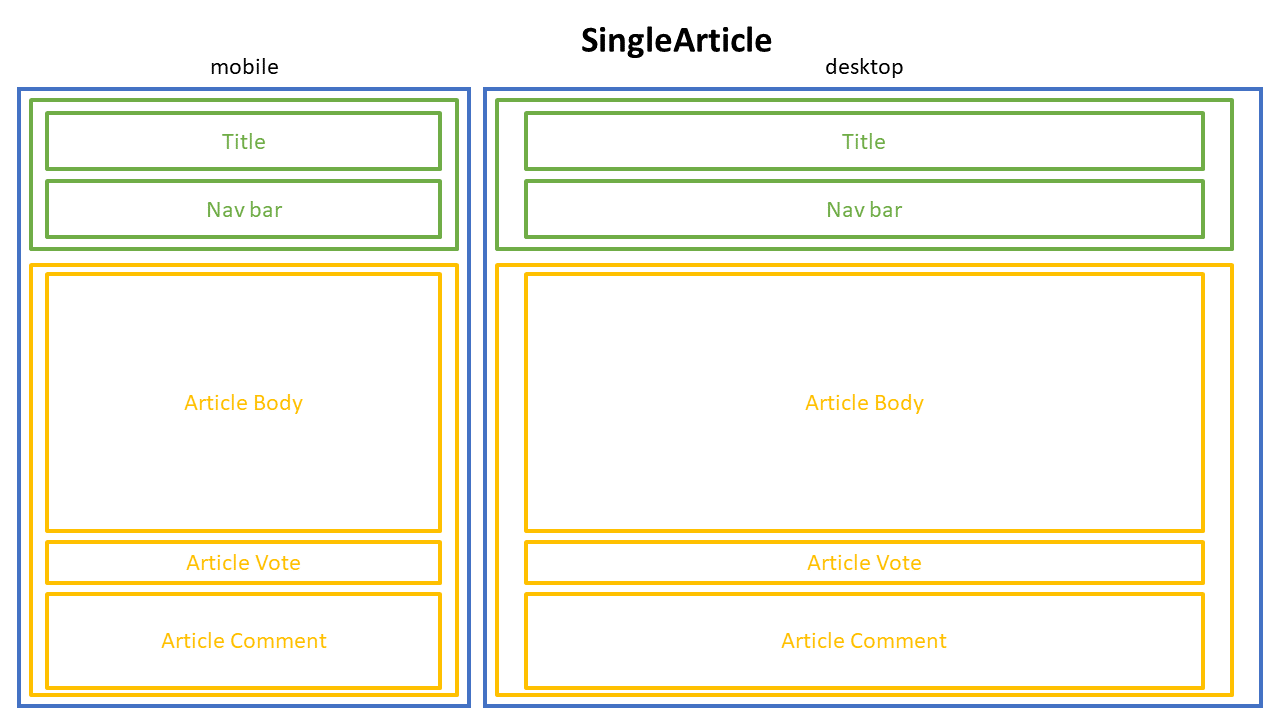 SingleArticle
mobile
Title
Nav bar
Article Body
Article Vote
Article Comment
desktop
Title
Nav bar
Article Body
Article Vote
Article Comment